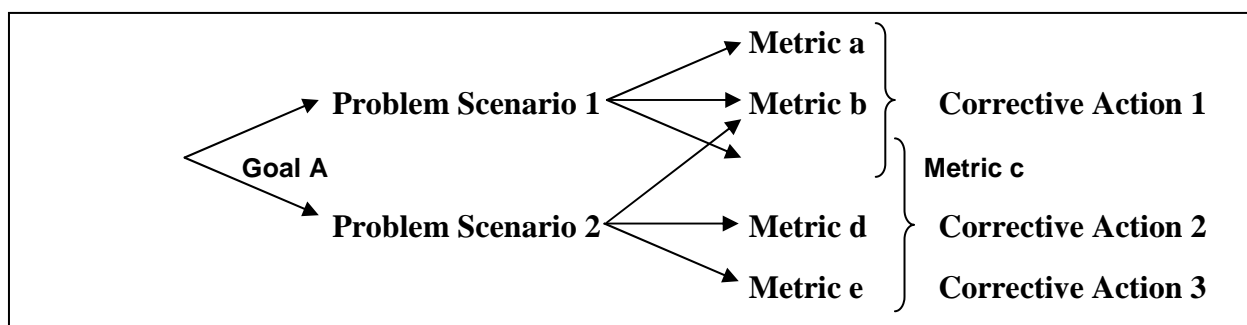 Metric a
Problem Scenario 1 Metric b Corrective Action 1
Goal A Metric c
Problem Scenario 2 Metric d Corrective Action 2
Metric e Corrective Action 3